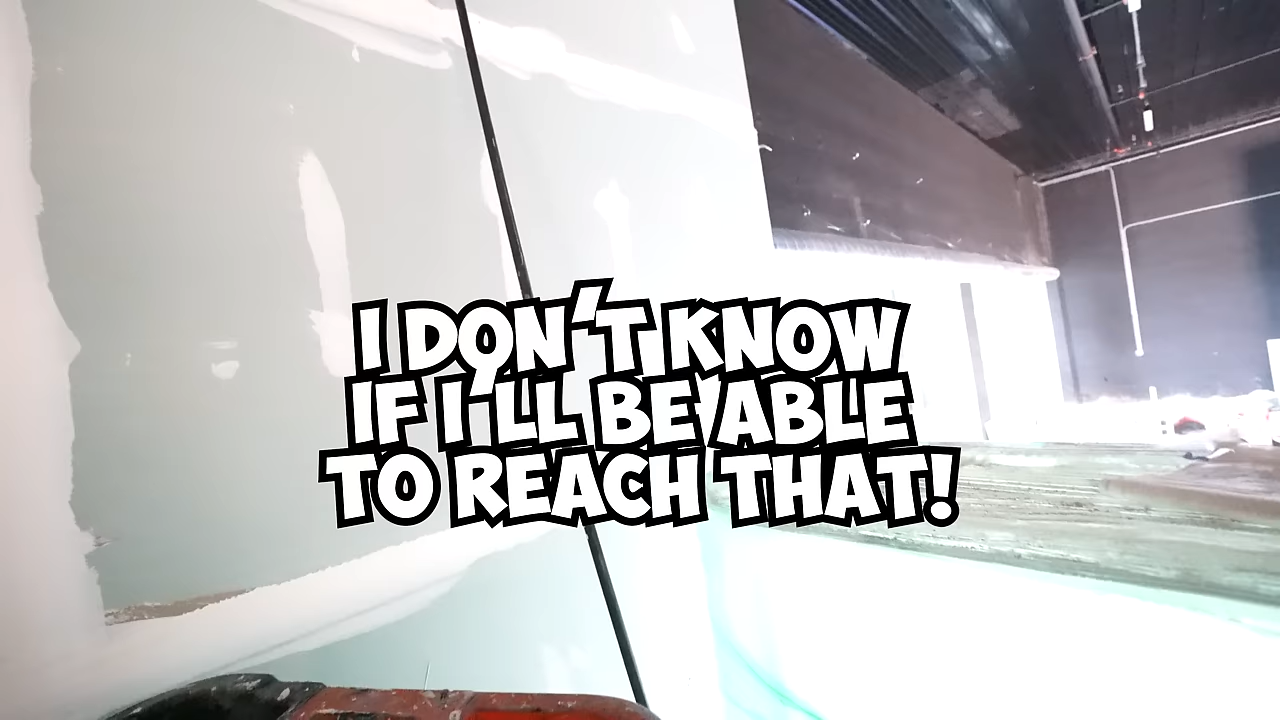 I DON'T KNOW
IF I'LL BE ABLE
TO REACH THAT!